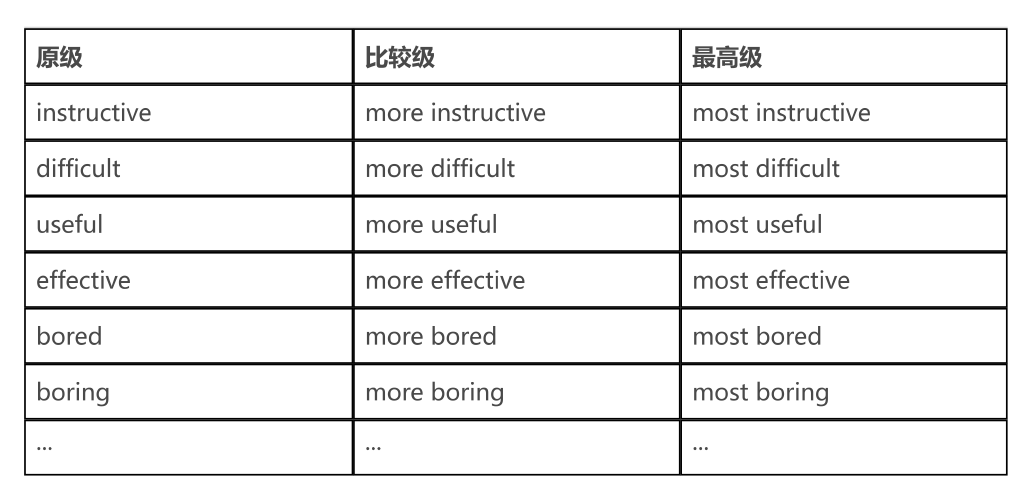 原级 比较级 最高级
instructive more instructive most instructive
difficult more difficult most difficult
useful more useful most useful
effective more effective most effective
bored more bored most bored
boring more boring most boring
... ... ...